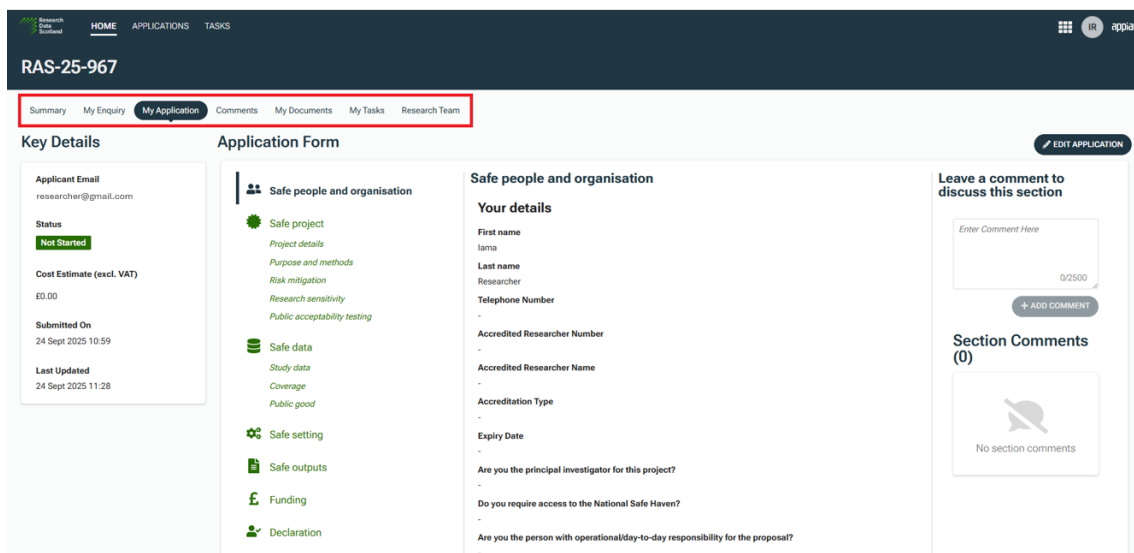 Research
Data
Scotland
HOME APPLICATIONS TASKS
IR
appia
RAS-25-967
Summary My Enquiry My Application Comments My Documents My Tasks Research Team
Key Details
Applicant Email
researcher@gmail.com
Status
Not Started
Cost Estimate (excl. VAT)
£0.00
Submitted On
24 Sept 2025 10:59
Last Updated
24 Sept 2025 11:28
Application Form
EDIT APPLICATION
Safe people and organisation
Safe project
Project details
Purpose and methods
Risk mitigation
Research sensitivity
Public acceptability testing
Safe data
Study data
Coverage
Public good
Safe setting
Safe outputs
Funding
Declaration
Safe people and organisation
Your details
First name
Iama
Last name
Researcher
Telephone Number
-
Accredited Researcher Number
-
Accredited Researcher Name
-
Accreditation Type
-
Expiry Date
-
Are you the principal investigator for this project?
-
Do you require access to the National Safe Haven?
-
Are you the person with operational/day-to-day responsibility for the proposal?
Leave a comment to
discuss this section
Enter Comment Here
0/2500
+ ADD COMMENT
Section Comments
(0)
No section comments